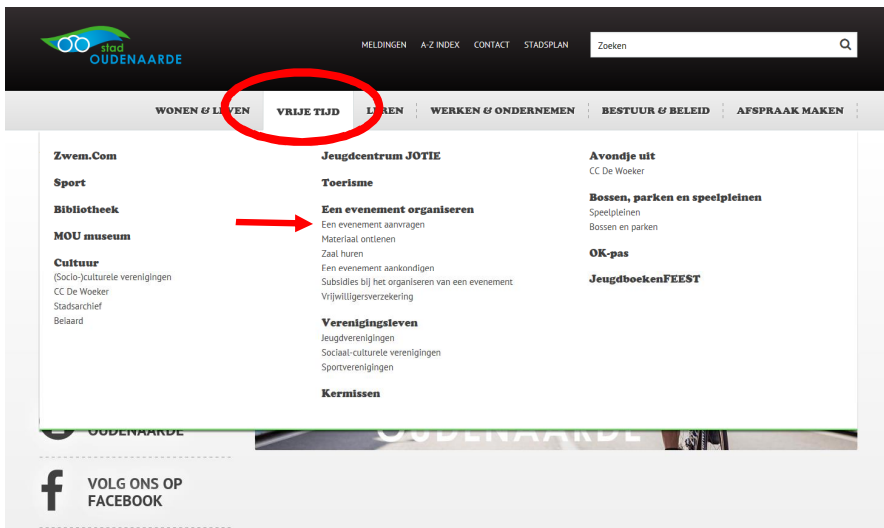 stad
OUDENAARDE
MELDINGEN A-Z INDEX CONTACT STADSPLAN
Zoeken
WONEN & LEVEN VRIJE TIJD LEREN WERKEN & ONDERNEMEN BESTUUR & BELEID AFSPRAAK MAKEN
Zwem.Com
Sport
Bibliotheek
MOU museum
Cultuur
(Socio-)culturele verenigingen
CC De Woeker
Stadsarchief
Beiaard
Jeugdcentrum JOTIE
Toerisme
Een evenement organiseren
Een evenement aanvragen
Materiaal ontlenen
Zaal huren
Een evenement aankondigen
Subsidies bij het organiseren van een evenement
Vrijwilligersverzekering
Verenigingsleven
Jeugdverenigingen
Sociaal-culturele verenigingen
Sportverenigingen
Kermissen
Avondje uit
CC De Woeker
Bossen, parken en speelpleinen
Speelpleinen
Bossen en parken
OK-pas
JeugdboekenFEEST
OUDENAARDE
OUDENAARDE
VOLG ONS OP
FACEBOOK